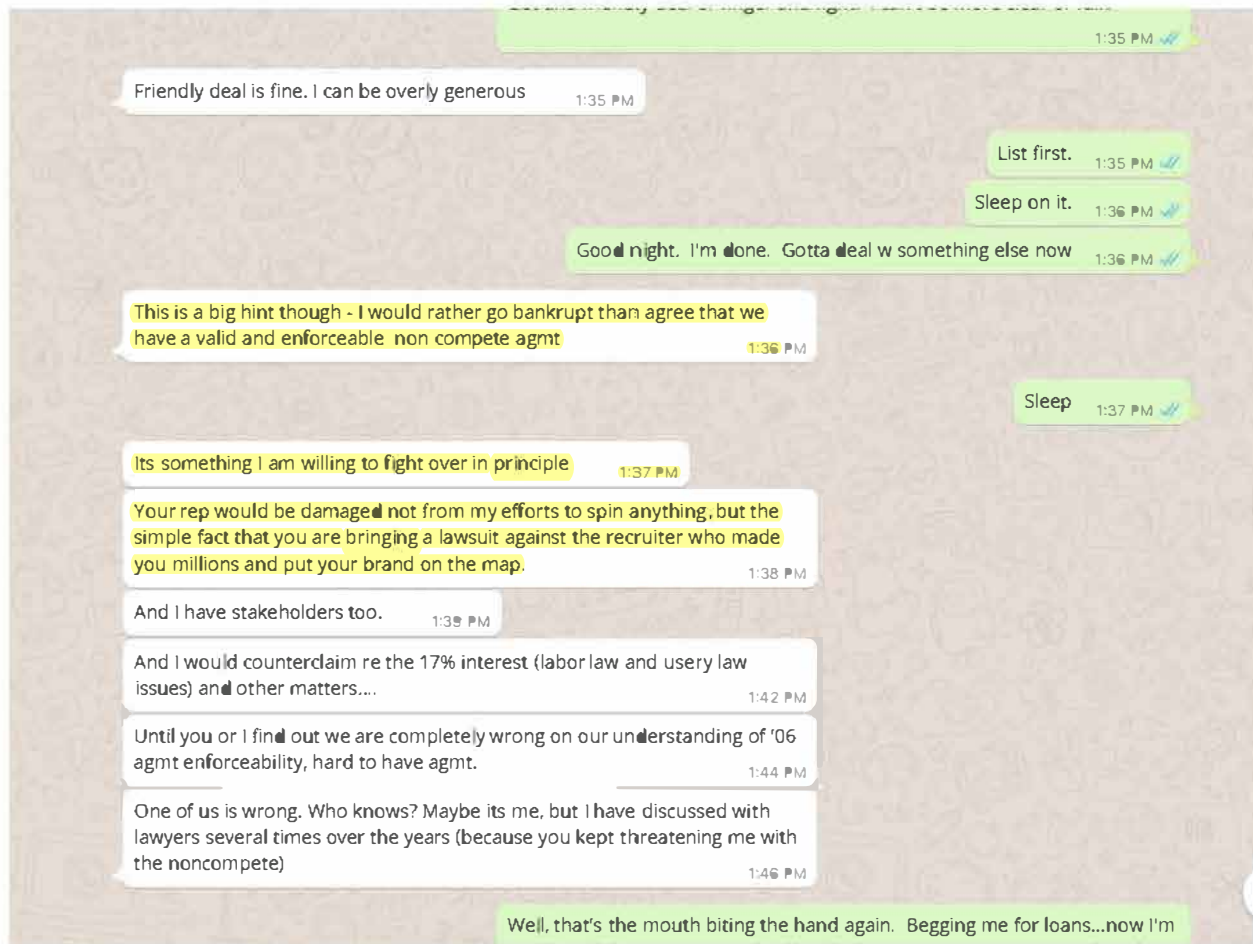 1:35 PM
Friendly deal is fine. I can be overly generous 1:35 PM
List first. 1:35 PM
Sleep on it. 1:36 PM
Good night. I'm done. Gotta deal w something else now 1:36 PM
This is a big hint though - I would rather go bankrupt than agree that we
have a valid and enforceable non compete agmt
1:36 PM
Sleep 1:37 PM
Its something I am willing to fight over in principle 1:37 PM
Your rep would be damaged not from my efforts to spin anything, but the
simple fact that you are bringing a lawsuit against the recruiter who made
you millions and put your brand on the map.
1:38 PM
And I have stakeholders too. 1:39 PM
And I would counterclaim re the 17% interest (labor law and usery law
issues) and other matters....
1:42 PM
Until you or I find out we are completely wrong on our understanding of '06
agmt enforceability, hard to have agmt.
1:44 PM
One of us is wrong. Who knows? Maybe its me, but I have discussed with
lawyers several times over the years (because you kept threatening me with
the noncompete)
1:46 PM
Well, that's the mouth biting the hand again. Begging me for loans...now I'm